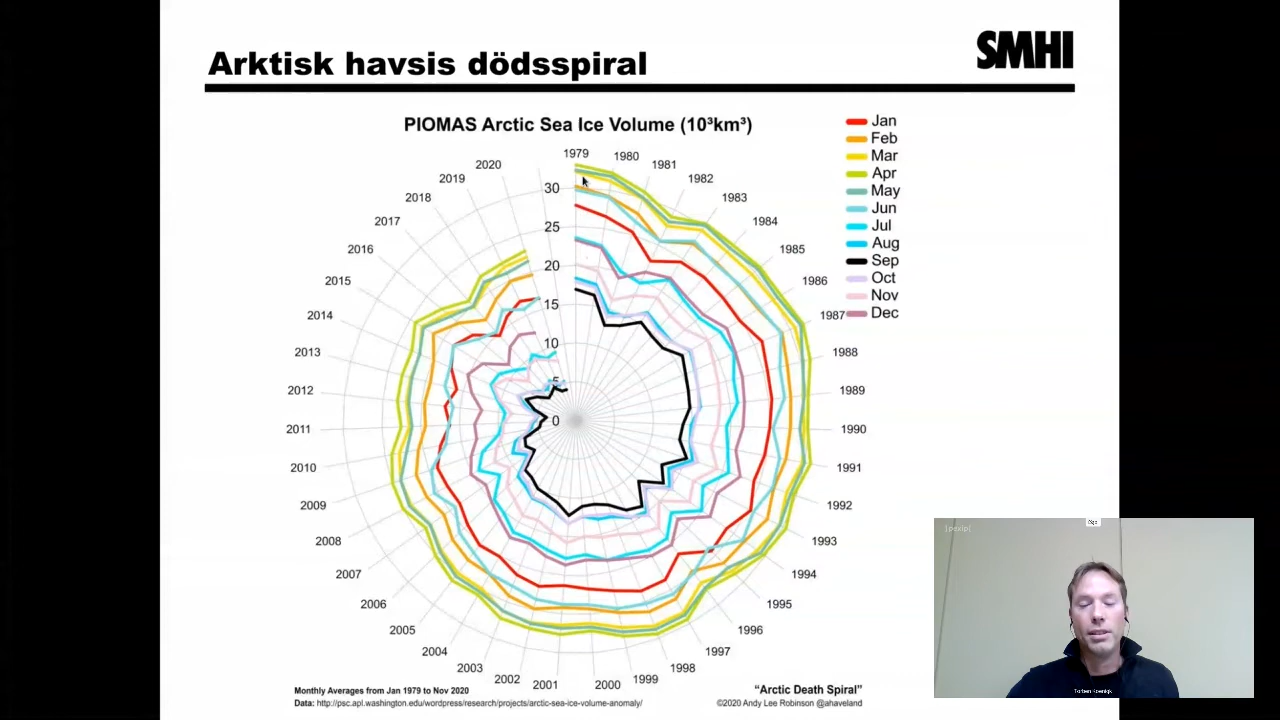 Arktisk havsis dödsspiral
SMHI
PIOMAS Arctic Sea Ice Volume (10³km³)
Jan
Feb
Mar
Apr
May
Jun
Jul
Aug
Sep
Oct
Nov
Dec
1979
1980
1981
1982
1983
1984
1985
1986
1987
1988
1989
1990
1991
1992
1993
1994
1995
1996
1997
1998
1999
2000
2001
2002
2003
2004
2005
2006
2007
2008
2009
2010
2011
2012
2013
2014
2015
2016
2017
2018
2019
2020
30
25
20
15
10
5
0
Monthly Averages from Jan 1979 to Nov 2020
Data: http://psc.apl.washington.edu/wordpress/research/projects/arctic-sea-ice-volume-anomaly/
“Arctic Death Spiral”
©2020 Andy Lee Robinson @ahaveland
[pexip]
Torben Koenigk